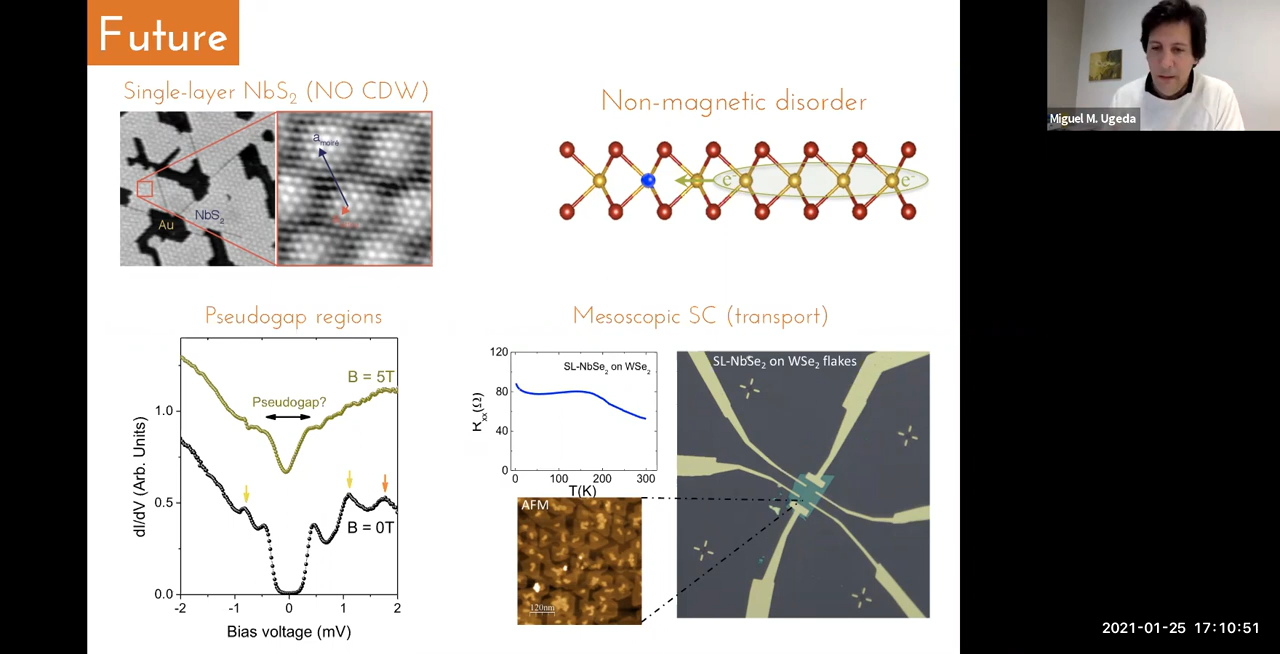 Future
Single-layer NbS₂ (NO CDW)
a moiré
NbS₂
Au
Non-magnetic disorder
e⁻
e⁻
Miguel M. Ugeda
Pseudogap regions
B = 5T
Pseudogap?
B = 0T
1.0
0.5
0.0
dI/dV (Arb. Units)
-2 -1 0 1 2
Bias voltage (mV)
Mesoscopic SC (transport)
120
80
40
0
Rxx(Ω)
SL-NbSe₂ on WSe₂
0 100 200 300
T(K)
AFM
120nm
SL-NbSe₂ on WSe₂ flakes
2021-01-25 17:10:51